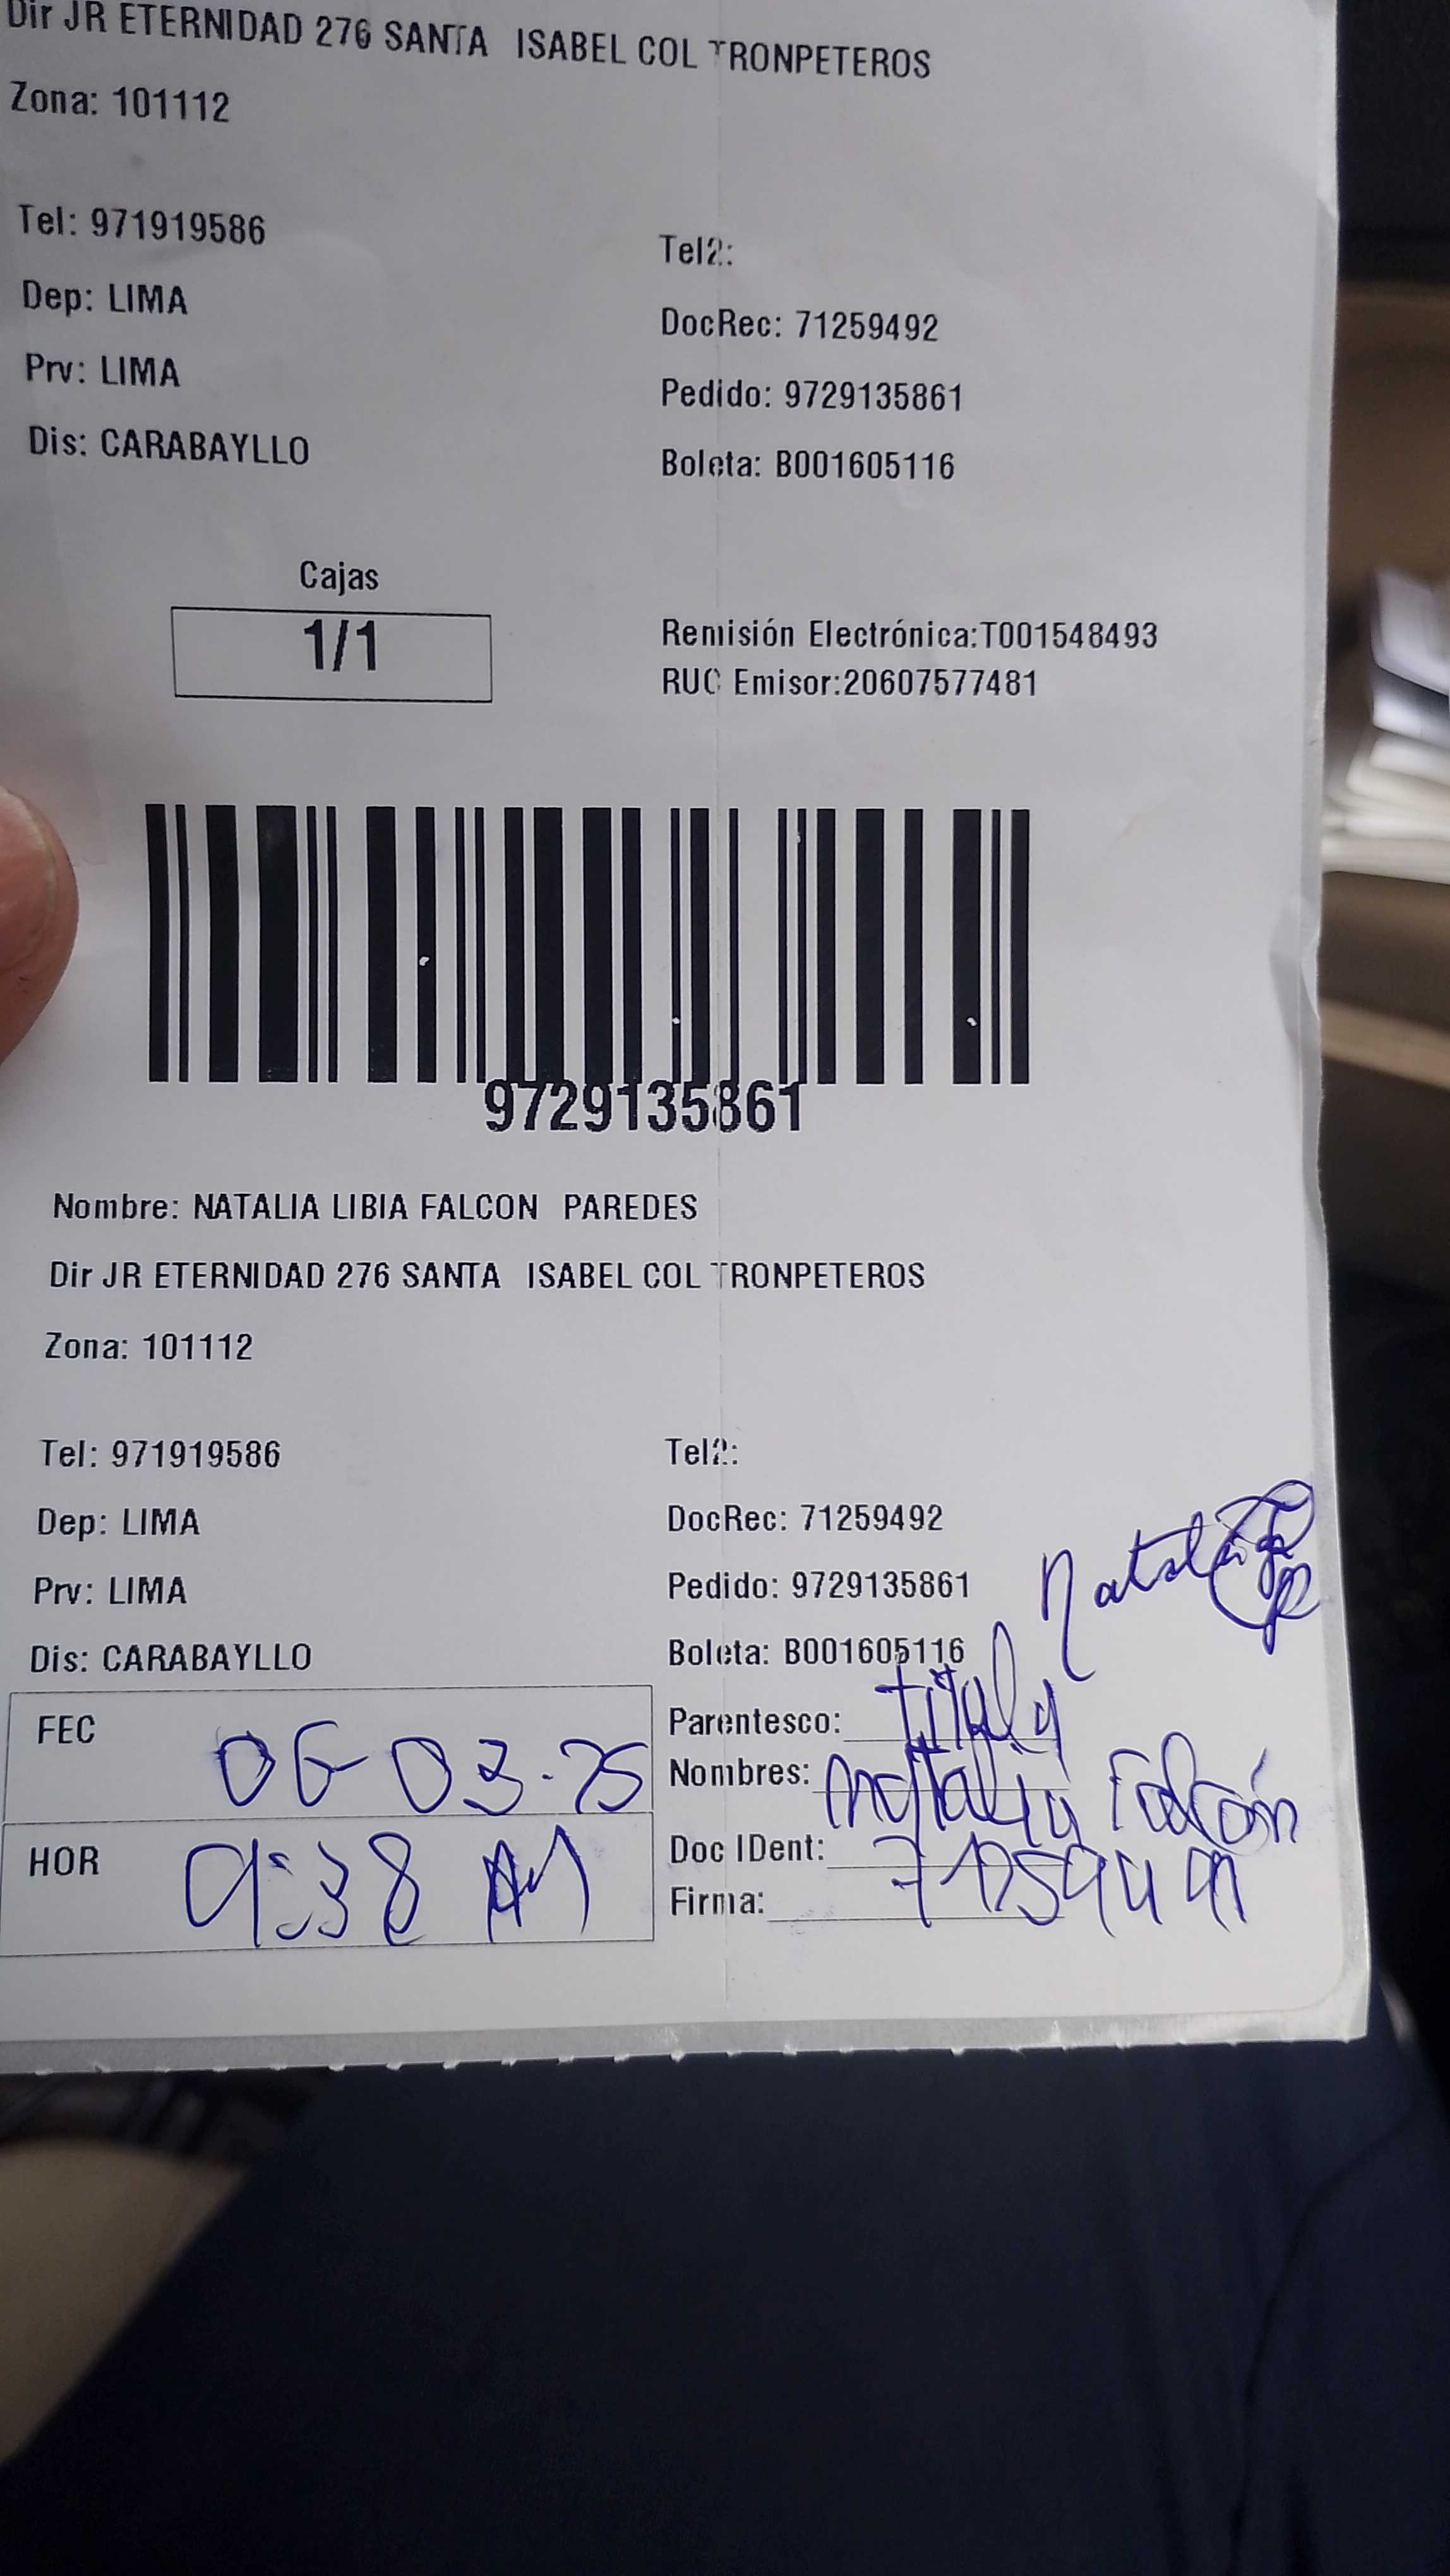 Dir JR ETERNIDAD 276 SANTA ISABEL COL TRONPETEROS
Zona: 101112
Tel: 971919586
Tel2:
Dep: LIMA
DocRec: 71259492
Prv: LIMA
Pedido: 9729135861
Dis: CARABAYLLO
Boleta: B001605116
Cajas
1/1
Remisión Electrónica:T001548493
RUC Emisor:20607577481
9729135861
Nombre: NATALIA LIBIA FALCON PAREDES
Dir JR ETERNIDAD 276 SANTA ISABEL COL TRONPETEROS
Zona: 101112
Tel: 971919586
Tel2:
Dep: LIMA
DocRec: 71259492
Prv: LIMA
Pedido: 9729135861
Dis: CARABAYLLO
Boleta: B001605116
FEC 06 03-25
Parentesco:
Nombres: Natalia Falcón
HOR 9:38 AM
Doc IDent:
Firma: